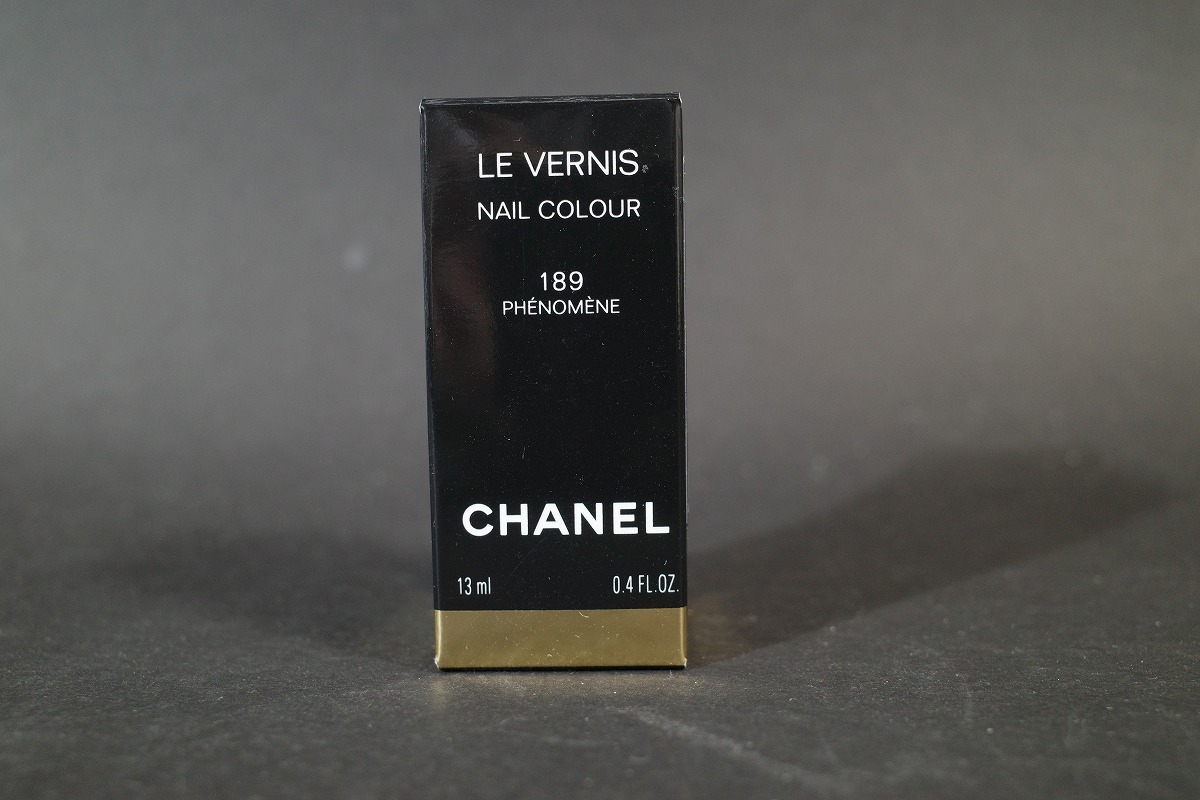 LE VERNIS
NAIL COLOUR
189
PHÉNOMÈNE
CHANEL
13 ml 0.4 FL.OZ.